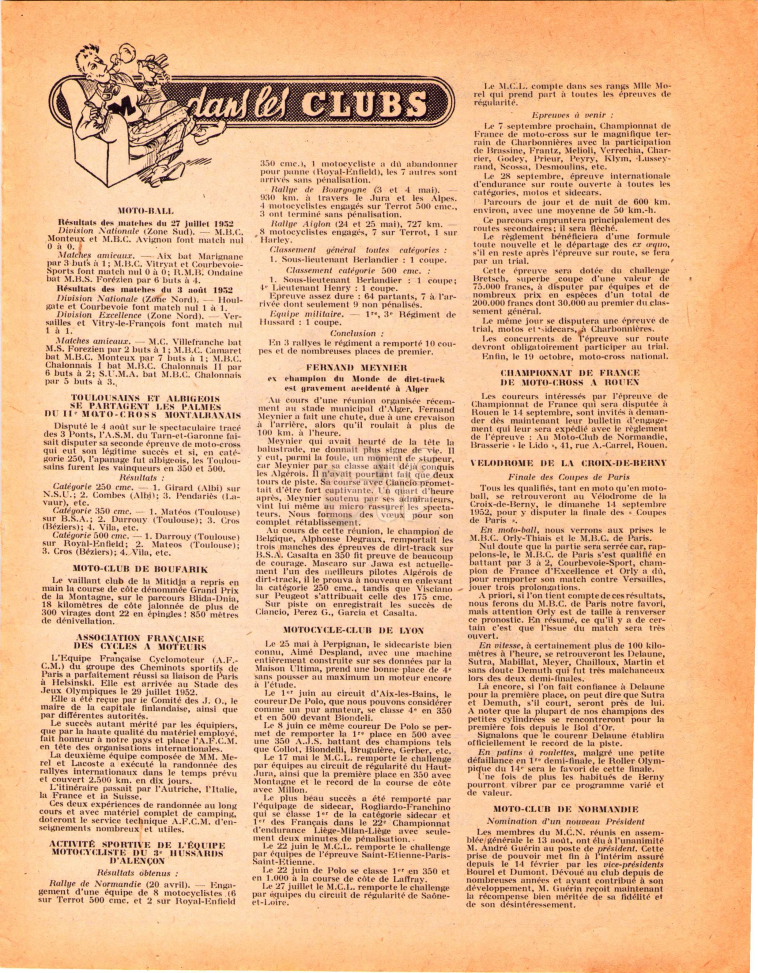 dans les CLUBS
MOTO-BALL
Résultats des matches du 27 juillet 1952
Division Nationale (Zone Sud). — M.B.C.
Monteux et M.B.C. Avignon font match nul
0 à 0.
Matches amicaux. — Aix bat Marignane
par 3 buts à 1; M.B.C. Vitryat et Courbevoie-
Sports font match nul 0 à 0; R.M.B. Ondaine
bat M.B.S. Forézien par 6 buts à 4.
Résultats des matches du 3 août 1952
Division Nationale (Zone Nord). — Houl-
gate et Courbevoie font match nul 1 à 1.
Division Excellence (Zone Nord). — Ver-
sailles et Vitry-le-François font match nul
1 à 1.
Matches amicaux. — M.C. Villefranche bat
M.S. Forezien par 2 buts à 1; M.B.C. Camaret
bat M.B.C. Monteux par 7 buts à 1; M.B.C.
Chalonnais I bat M.B.C. Chalonnais II par
6 buts à 2; S.U.M.A. bat M.B.C. Chalonnais
par 5 buts à 3.
TOULOUSAINS ET ALBIGEOIS
SE PARTAGENT LES PALMES
DU IIe MOTO-CROSS MONTALBANAIS
Disputé le 4 août sur le spectaculaire tracé
des 3 Ponts, l'A.S.M. du Tarn-et-Garonne fai-
sait disputer sa seconde épreuve de moto-cross
qui eut son légitime succès et si, en caté-
gorie 250, l'apanage fut albigeois, les Toulou-
sains furent les vainqueurs en 350 et 500.
Résultats :
Catégorie 250 cmc. — 1. Girard (Albi) sur
N.S.U.; 2. Combes (Albi); 3. Pendariès (La-
vaur), etc.
Catégorie 350 cmc. — 1. Matéos (Toulouse)
sur B.S.A.; 2. Darrouy (Toulouse); 3. Cros
(Béziers); 4. Vila, etc.
Catégorie 500 cmc. — 1. Darrouy (Toulouse)
sur Royal-Enfield; 2. Mateos (Toulouse);
3. Cros (Béziers); 4. Vila, etc.
MOTO-CLUB DE BOUFARIK
Le vaillant club de la Mitidja a repris en
main la course de côte dénommée Grand Prix
de la Montagne, sur le parcours Blida-Dnia,
18 kilomètres de côte jalonnée de plus de
300 virages dont 22 en épingles ! 850 mètres
de dénivellation.
ASSOCIATION FRANÇAISE
DES CYCLES A MOTEURS
L'Equipe Française Cyclomoteur (A.F.-
C.M.) du groupe des Cheminots sportifs de
Paris a parfaitement réussi sa liaison de Paris
à Helsinski. Elle est arrivée au Stade des
Jeux Olympiques le 29 juillet 1952.
Elle a été reçue par le Comité des J. O., le
maire de la capitale finlandaise, ainsi que
par différentes autorités.
Le succès autant mérité par les équipiers,
que par la haute qualité du matériel employé,
fait honneur à notre pays et place l'A.F.C.M.
en tête des organisations internationales.
La deuxième équipe composée de MM. Me-
rel et Lacoste a exécuté la randonnée des
rallyes internationaux dans le temps prévu
et couvert 2.500 km. en dix jours.
L'itinéraire passait par l'Autriche, l'Italie,
la France et la Suisse.
Ces deux expériences de randonnée au long
cours et avec matériel complet de camping,
doteront le service technique A.F.C.M. d'en-
seignements nombreux et utiles.
ACTIVITÉ SPORTIVE DE L'ÉQUIPE
MOTOCYCLISTE DU 3e HUSSARDS
D'ALENÇON
Résultats obtenus :
Rallye de Normandie (20 avril). — Enga-
gement d'une équipe de 8 motocyclistes (6
sur Terrot 500 cmc. et 2 sur Royal-Enfield
350 cmc.), 1 motocycliste a dû abandonner
pour panne (Royal-Enfield), les 7 autres sont
arrivés sans pénalisation.
Rallye de Bourgogne (3 et 4 mai). —
930 km. à travers le Jura et les Alpes.
4 motocyclistes engagés sur Terrot 500 cmc.,
3 ont terminé sans pénalisation.
Rallye Aiglon (24 et 25 mai), 727 km. —
8 motocyclistes engagés, 7 sur Terrot, 1 sur
Harley.
Classement général toutes catégories :
1. Sous-lieutenant Berlandier : 1 coupe.
Classement catégorie 500 cmc. :
1. Sous-lieutenant Berlandier : 1 coupe;
4e Lieutenant Henry : 1 coupe.
Epreuve assez dure : 64 partants, 7 à l'ar-
rivée dont seulement 9 non pénalisés.
Equipe militaire. — 1re, 3e Régiment de
Hussard : 1 coupe.
Conclusion :
En 3 rallyes le régiment a remporté 10 cou-
pes et de nombreuses places de premier.
FERNAND MEYNIER
ex champion du Monde de dirt-track
est gravement accidenté à Alger
Au cours d'une réunion organisée récem-
ment au stade municipal d'Alger, Fernand
Meynier a fait une chute, due à une crevaison
à l'arrière, alors qu'il roulait à plus de
100 km. à l'heure.
Meynier qui avait heurté de la tête la
balustrade, ne donnait plus signe de vie. Il
y eut, parmi la foule, un moment de stupeur,
car Meynier par sa classe avait déjà conquis
les Algérois. Il n'avait pourtant fait que deux
tours de piste. Sa course avec Ciancio promet-
tait d'être fort captivante. Un quart d'heure
après, Meynier soutenu par ses admirateurs,
vint lui même au micro rassurer les specta-
teurs. Nous formons des vœux pour son
complet rétablissement.
Au cours de cette réunion, le champion de
Belgique, Alphonse Degraux, remportait les
trois manches des épreuves de dirt-track sur
B.S.A. Casalta en 350 fit preuve de beaucoup
de courage. Mascaro sur Jawa est actuelle-
ment l'un des meilleurs pilotes Algérois de
dirt-track, il le prouva à nouveau en enlevant
la catégorie 250 cmc., tandis que Visciano
sur Peugeot s'attribuait celle des 175 cmc.
Sur piste on enregistrait les succès de
Ciancio, Perez G., Garcia et Casalta.
MOTOCYCLE-CLUB DE LYON
Le 25 mai à Perpignan, le sidecariste bien
connu, Aimé Despland, avec une machine
entièrement construite sur ses données par la
Maison Ultima, prend une bonne place de 4e
sans pousser au maximum un moteur encore
à l'étude.
Le 1er juin au circuit d'Aix-les-Bains, le
coureur De Polo, que nous pouvons considérer
comme un pur amateur, se classe 4e en 350
et en 500 devant Biondelli.
Le 8 juin ce même coureur De Polo se per-
met de remporter la 1re place en 500 avec
une 350 A.J.S. battant des champions tels
que Collot, Biondelli, Brugulère, Gerber, etc.
Le 17 mai le M.C.L. remporte le challenge
par équipes au circuit de régularité du Haut-
Jura, ainsi que la première place en 350 avec
Montagne et le record de la course de côte
avec Millon.
Le plus beau succès a été remporté par
l'équipage de sidecar, Rogliardo-Franchino
qui se classe 1er de la catégorie sidecar et
1er des Français dans le 22e Championnat
d'endurance Liège-Milan-Liège avec seule-
ment deux minutes de pénalisation.
Le 22 juin le M.C.L. remporte le challenge
par équipes de l'épreuve Saint-Etienne-Paris-
Saint-Etienne.
Le 22 juin de Polo se classe 1er en 350 et
en 1.000 à la course de côte de Laffray.
Le 27 juillet le M.C.L. remporte le challenge
par équipes du circuit de régularité de Saône-
et-Loire.
Le M.C.L. compte dans ses rangs Mlle Mo-
rel qui prend part à toutes les épreuves de
régularité.
Epreuves à venir :
Le 7 septembre prochain, Championnat de
France de moto-cross sur le magnifique ter-
rain de Charbonnières avec la participation
de Brassine, Frantz, Melioli, Verrechia, Char-
rier, Godey, Prieur, Peyry, Klym, Lussey-
rand, Scossa, Desmoulins, etc.
Le 28 septembre, épreuve internationale
d'endurance sur route ouverte à toutes les
catégories, motos et sidecars.
Parcours de jour et de nuit de 600 km.
environ, avec une moyenne de 50 km.-h.
Ce parcours empruntera principalement des
routes secondaires; il sera fléché.
Le règlement bénéficiera d'une formule
toute nouvelle et le départage des ex æquo,
s'il en reste après l'épreuve sur route, se fera
par un trial.
Cette épreuve sera dotée du challenge
Bretsch, superbe coupe d'une valeur de
75.000 francs, à disputer par équipes et de
nombreux prix en espèces d'un total de
200.000 francs dont 30.000 au premier du clas-
sement général.
Le même jour se disputera une épreuve de
trial, motos et sidecars, à Charbonnières.
Les concurrents de l'épreuve sur route
devront obligatoirement participer au trial.
Enfin, le 19 octobre, moto-cross national.
CHAMPIONNAT DE FRANCE
DE MOTO-CROSS A ROUEN
Les coureurs intéressés par l'épreuve de
Championnat de France qui sera disputée à
Rouen le 14 septembre, sont invités à deman-
der dès maintenant leur bulletin d'engage-
ment qui leur sera expédié avec le règlement
de l'épreuve : Au Moto-Club de Normandie,
Brasserie « le Lido », 41, rue A.-Carrel, Rouen.
VELODROME DE LA CROIX-DE-BERNY
Finale des Coupes de Paris
Tous les qualifiés, tant en moto qu'en moto-
ball, se retrouveront au Vélodrome de la
Croix-de-Berny, le dimanche 14 septembre
1952, pour y disputer la finale des « Coupes
de Paris ».
En moto-ball, nous verrons aux prises le
M.B.C. Orly-Thiais et le M.B.C. de Paris.
Nul doute que la partie sera serrée car, rap-
pelons-le, le M.B.C. de Paris s'est qualifié en
battant par 3 à 2, Courbevoie-Sport, cham-
pion de France d'Excellence et Orly a dû,
pour remporter son match contre Versailles,
jouer trois prolongations.
A priori, si l'on tient compte de ces résultats,
nous ferons du M.B.C. de Paris notre favori,
mais attention Orly est de taille à renverser
ce pronostic. En résumé, ce qu'il y a de cer-
tain c'est que l'issue du match sera très
ouvert.
En vitesse, à certainement plus de 100 kilo-
mètres à l'heure, se retrouveront les Delaune,
Sutra, Mabillat, Meyer, Chailloux, Martin et
sans doute Demuth qui fut très malchanceux
lors des deux demi-finales.
Là encore, si l'on fait confiance à Delaune
pour la première place, on peut dire que Sutra
et Demuth, s'il court, seront près de lui.
A noter que la plupart de nos champions des
petites cylindrées se rencontreront pour la
première fois depuis le Bol d'Or.
Signalons que le coureur Delaune établira
officiellement le record de la piste.
En patins à roulettes, malgré une petite
défaillance en 1re demi-finale, le Roller Olym-
pique du 14e sera le favori de cette finale.
Une fois de plus les habitués de Berny
pourront vibrer par ce programme varié et
de valeur.
MOTO-CLUB DE NORMANDIE
Nomination d'un nouveau Président
Les membres du M.C.N. réunis en assem-
blée générale le 13 août, ont élu à l'unanimité
M. André Guérin au poste de président. Cette
prise de pouvoir met fin à l'intérim assuré
depuis le 14 février par les vice-présidents
Bourel et Dumont. Dévoué au club depuis de
nombreuses années et ayant contribué à son
développement, M. Guérin reçoit maintenant
la récompense bien méritée de sa fidélité et
de son désintéressement.